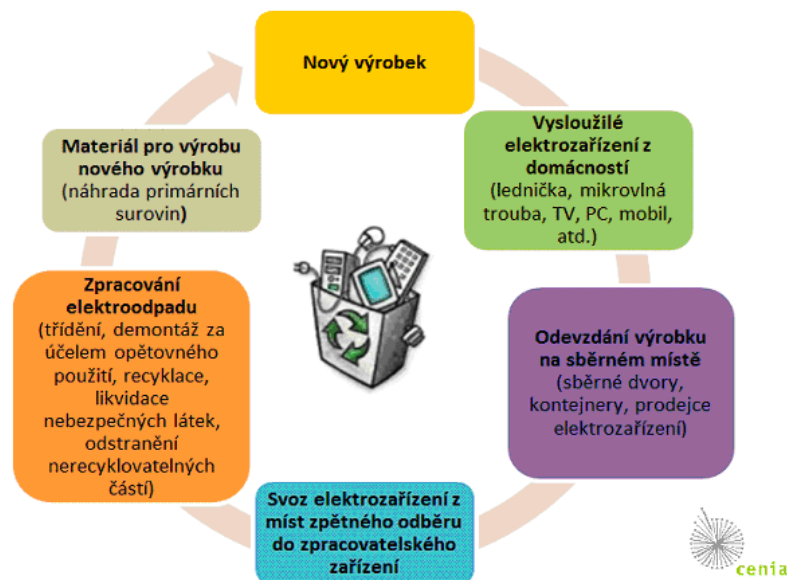 Nový výrobek
Vysloužilé
elektrozařízení z
domácností
(lednička, mikrovlná
trouba, TV, PC, mobil,
atd.)
Odevzdání výrobku
na sběrném místě
(sběrné dvory,
kontejnery, prodejce
elektrozařízení)
Svoz elektrozařízení z
míst zpětného odběru
do zpracovatelského
zařízení
Zpracování
elektroodpadu
(třídění, demontáž za
účelem opětovného
použití, recyklace,
likvidace
nebezpečných látek,
odstranění
nerecyklovatelných
částí)
Materiál pro výrobu
nového výrobku
(náhrada primárních
surovin)
cenia